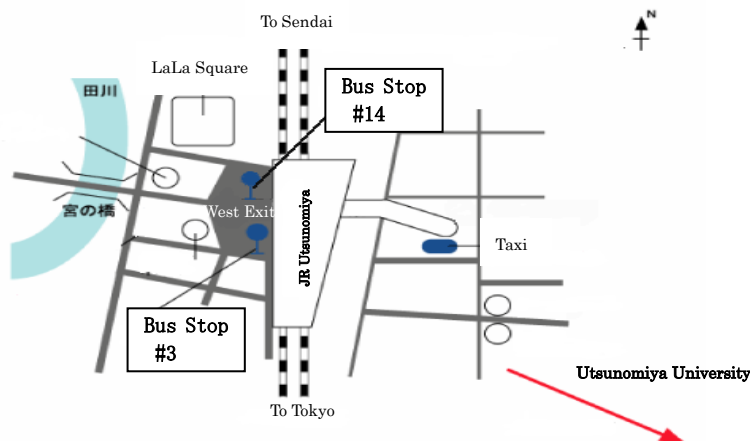 To Sendai
N
LaLa Square
Bus Stop
#14
田川
宮の橋
West Exit
JR Utsunomiya
Taxi
Bus Stop
#3
Utsunomiya University
To Tokyo